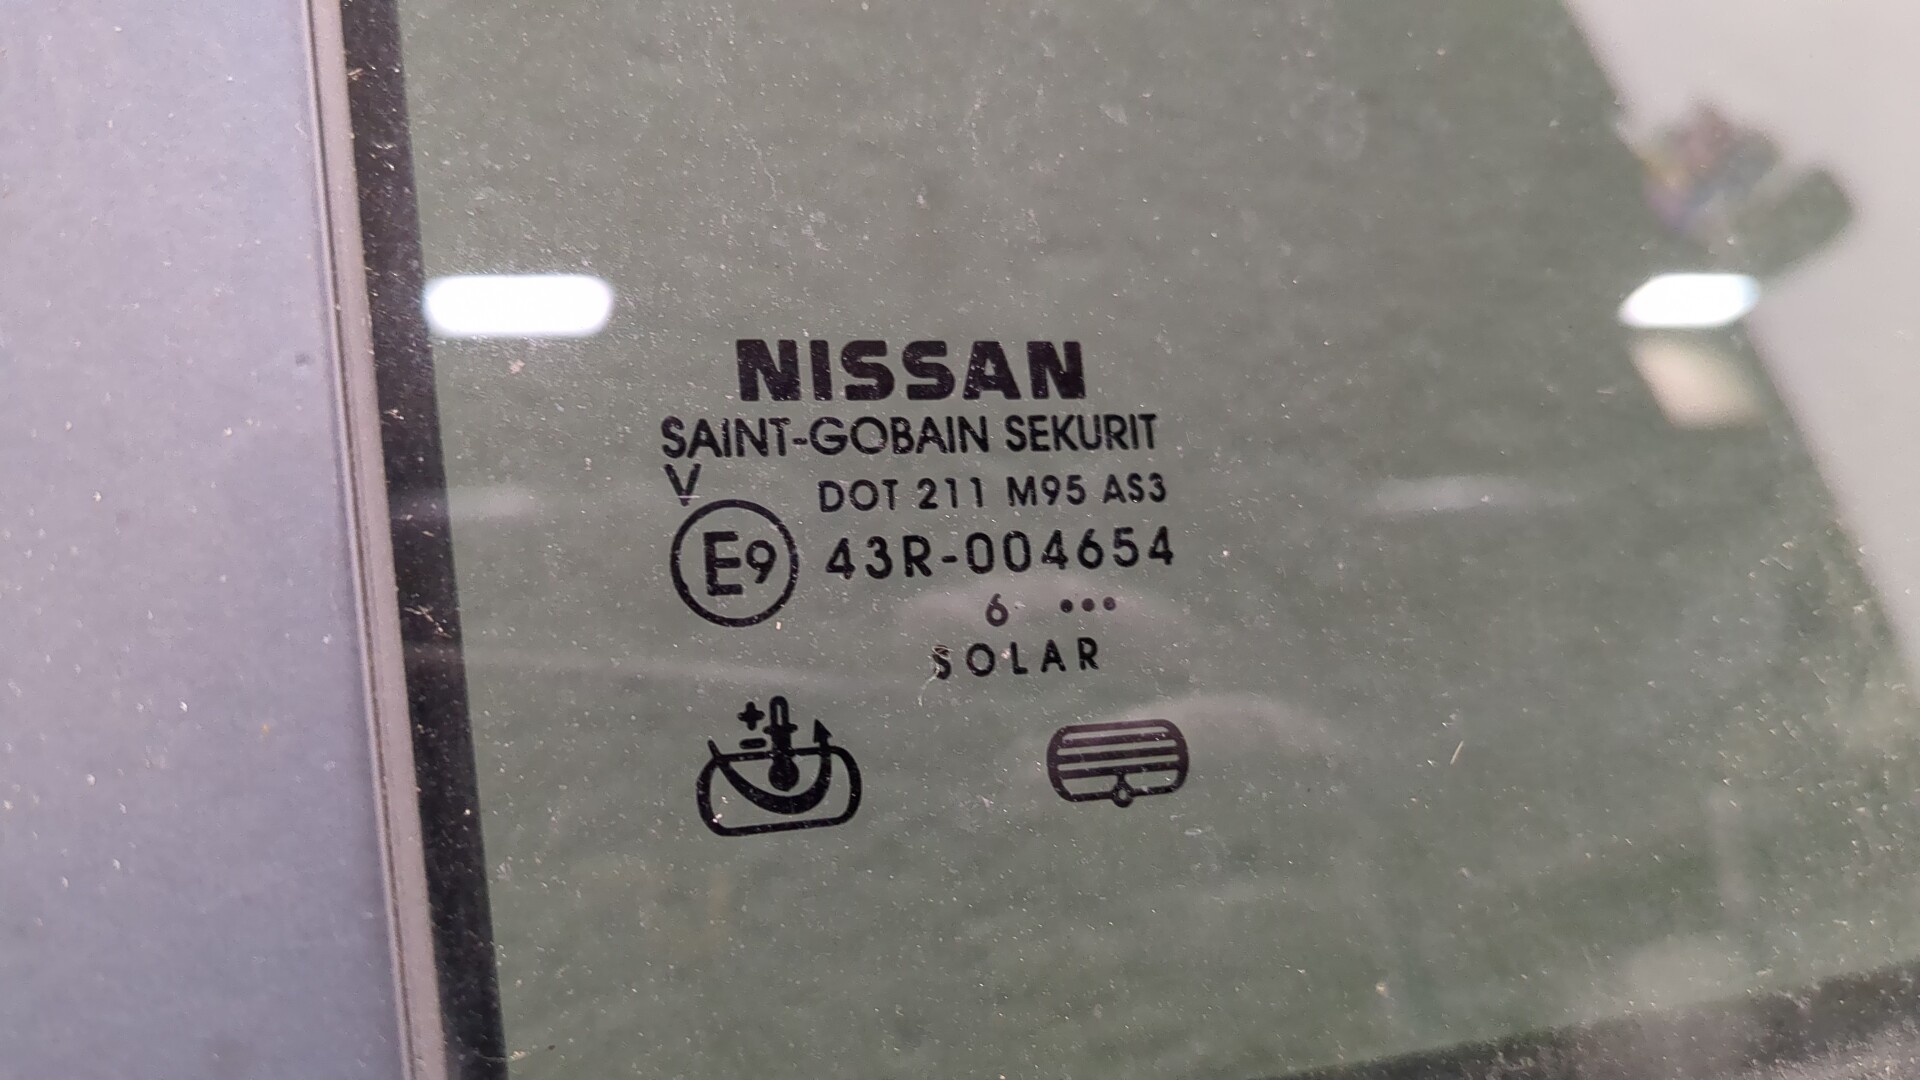 NISSAN
SAINT-GOBAIN SEKURIT
V DOT 211 M95 AS3
E9 43R-004654
6 •••
SOLAR